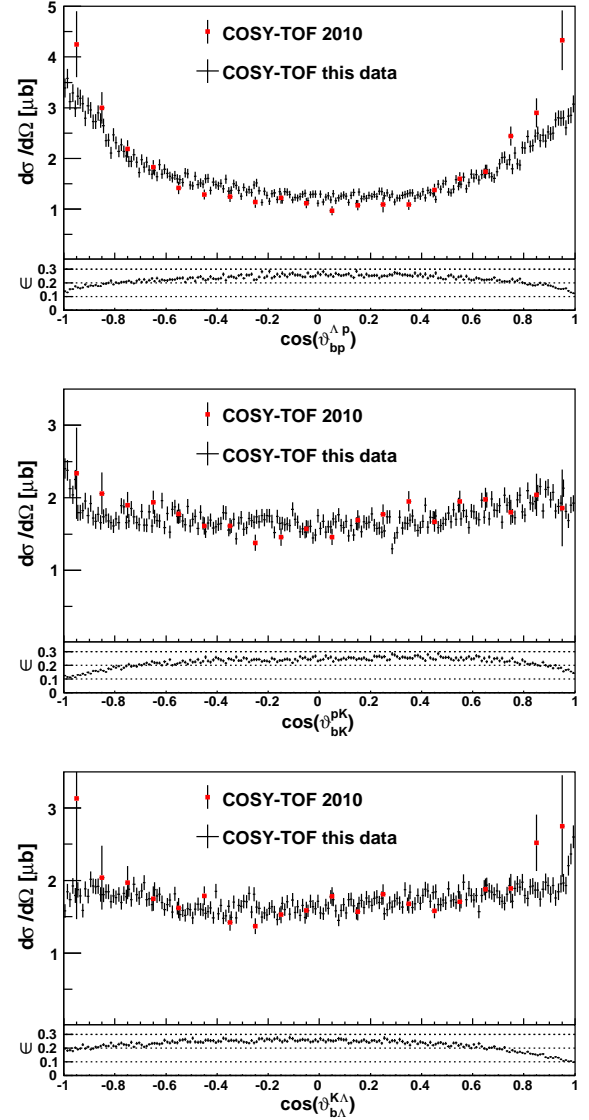 5
4
3
2
1
dσ/dΩ [μb]
COSY-TOF 2010
COSY-TOF this data
0.3
0.2
0.1
0
∈
-1 -0.8 -0.6 -0.4 -0.2 0 0.2 0.4 0.6 0.8 1
cos(ϑ_bp^Λp)
3
2
1
dσ/dΩ [μb]
COSY-TOF 2010
COSY-TOF this data
0.3
0.2
0.1
0
∈
-1 -0.8 -0.6 -0.4 -0.2 0 0.2 0.4 0.6 0.8 1
cos(ϑ_bK^pK)
3
2
1
dσ/dΩ [μb]
COSY-TOF 2010
COSY-TOF this data
0.3
0.2
0.1
0
∈
-1 -0.8 -0.6 -0.4 -0.2 0 0.2 0.4 0.6 0.8 1
cos(ϑ_bΛ^KΛ)